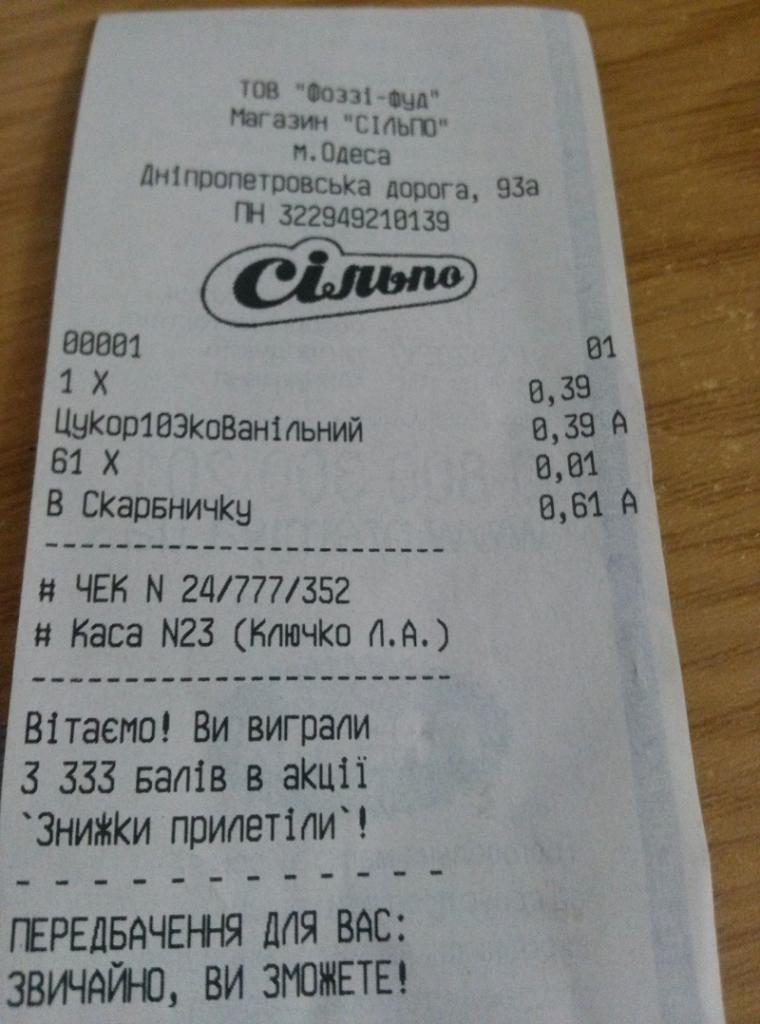 ТОВ "Фоззі-фуд"
Магазин "СІЛЬПО"
м.Одеса
Дніпропетровська дорога, 93а
ПН 322949210139
Сільпо
00001 01
1 X 0,39
Цукор10ЭкоВанільний 0,39 А
61 X 0,01
В Скарбничку 0,61 А
------------------------
# ЧЕК N 24/777/352
# Каса N23 (Ключко Л.А.)
------------------------
Вітаємо! Ви виграли
3 333 балів в акції
`Знижки прилетіли`!
- - - - - - - - - - - -
ПЕРЕДБАЧЕННЯ ДЛЯ ВАС:
ЗВИЧАЙНО, ВИ ЗМОЖЕТЕ!